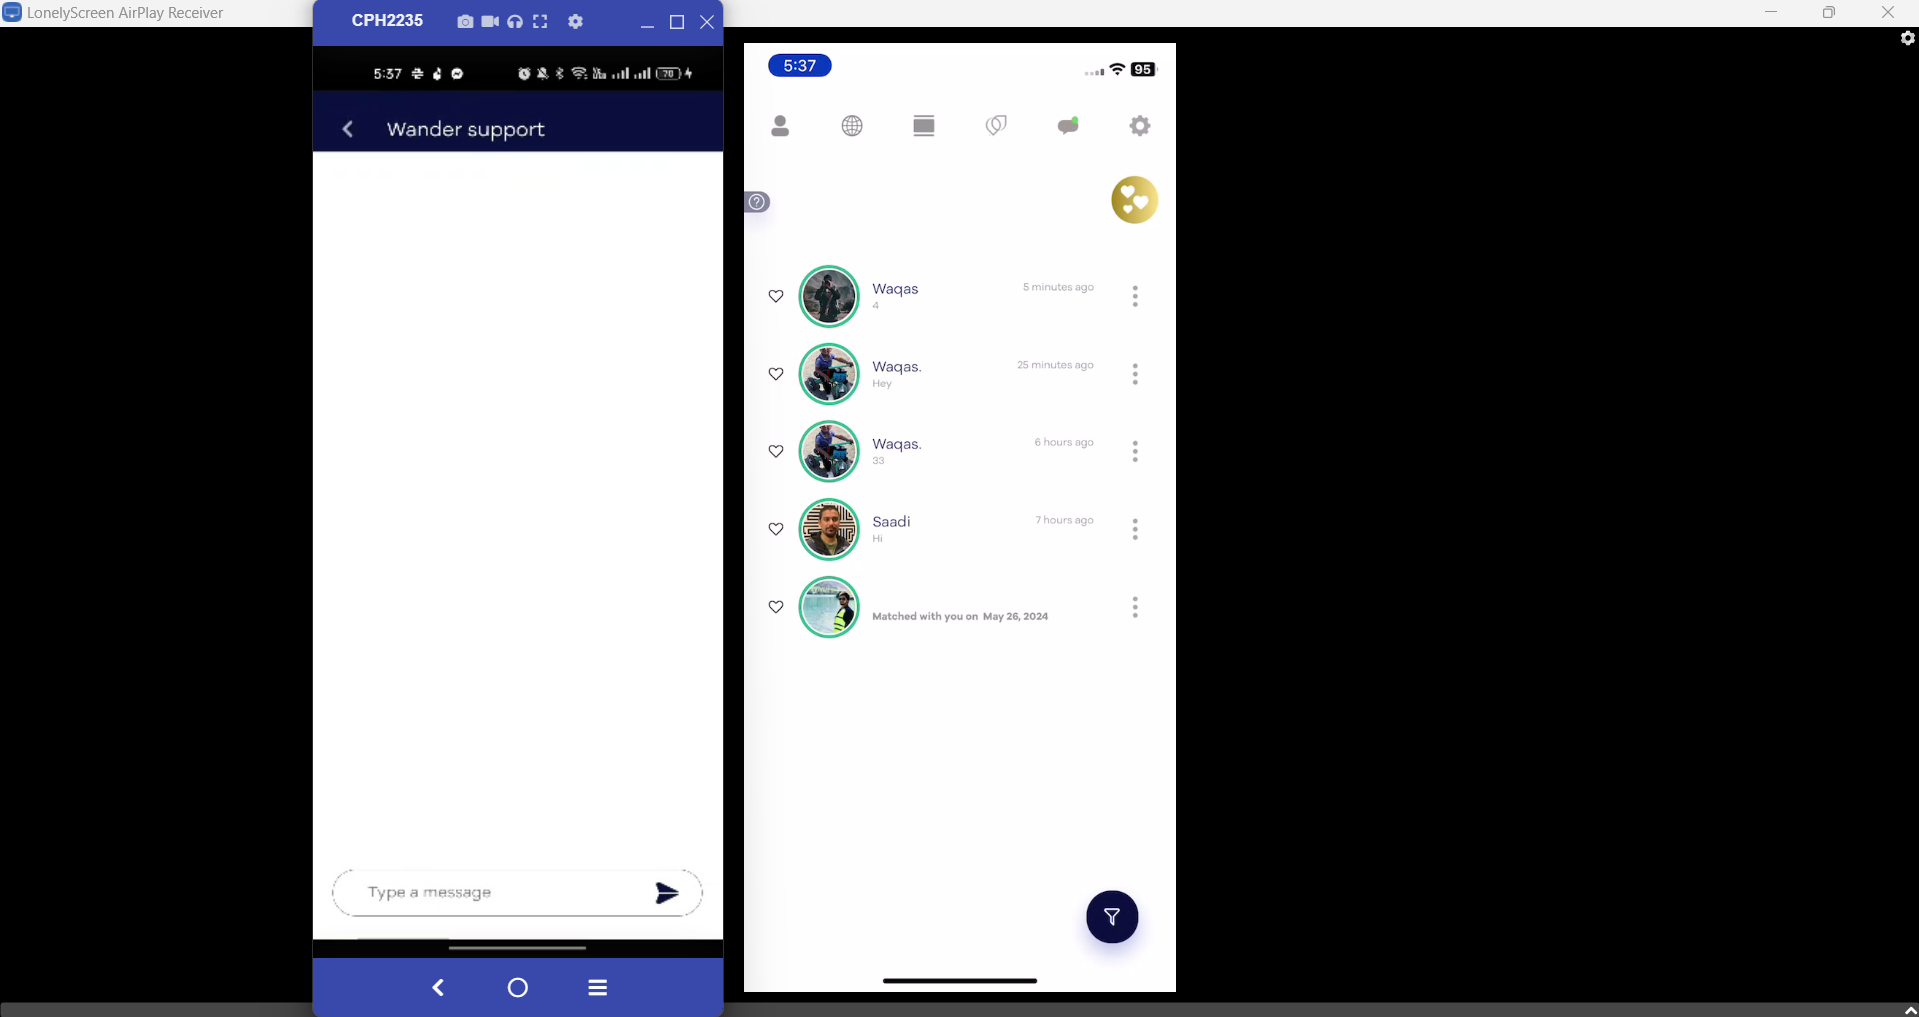 LonelyScreen AirPlay Receiver
CPH2235
5:37
70
Wander support
Type a message
5:37
95
Waqas
5 minutes ago
4
Waqas.
25 minutes ago
Hey
Waqas.
6 hours ago
33
Saadi
7 hours ago
Hi
Matched with you on May 26, 2024